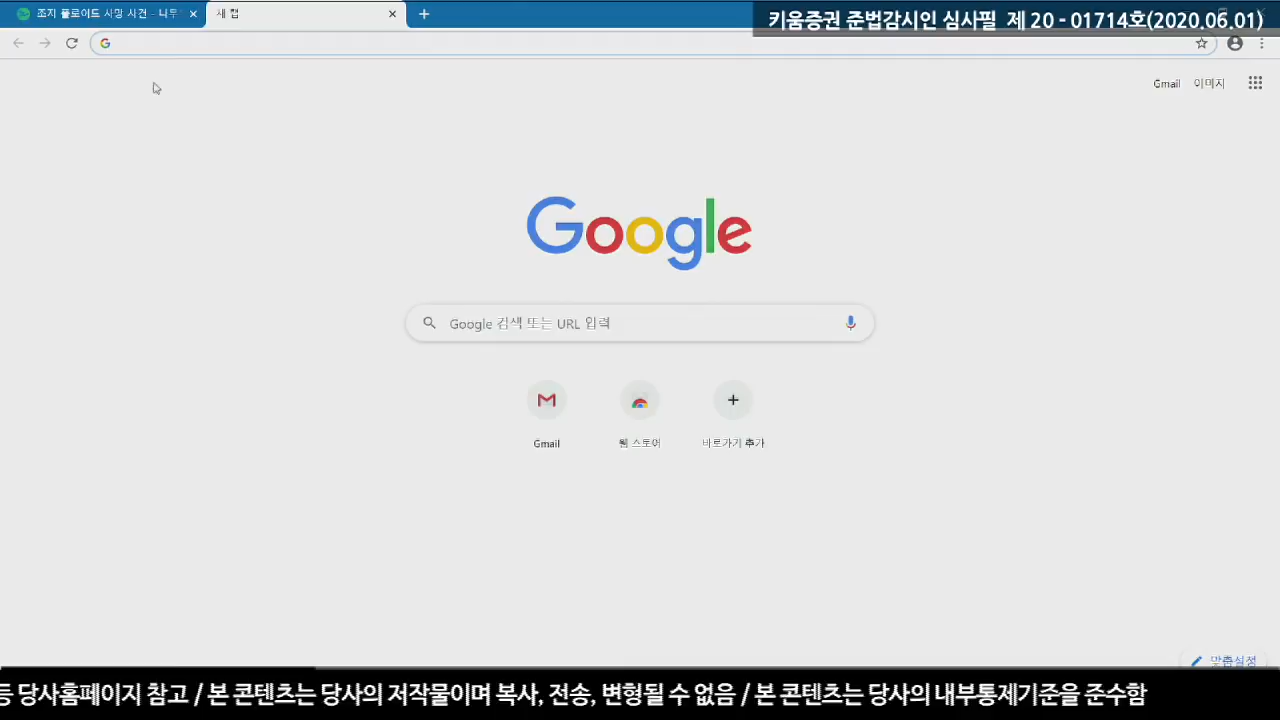 조지 플로이드 사망 사건 - 나무
새 탭
키움증권 준법감시인 심사필 제 20 - 01714호(2020.06.01)
Gmail 이미지
Google
Google 검색 또는 URL 입력
Gmail
웹 스토어
바로가기 추가
맞춤설정
등 당사홈페이지 참고 / 본 콘텐츠는 당사의 저작물이며 복사, 전송, 변형될 수 없음 / 본 콘텐츠는 당사의 내부통제기준을 준수함